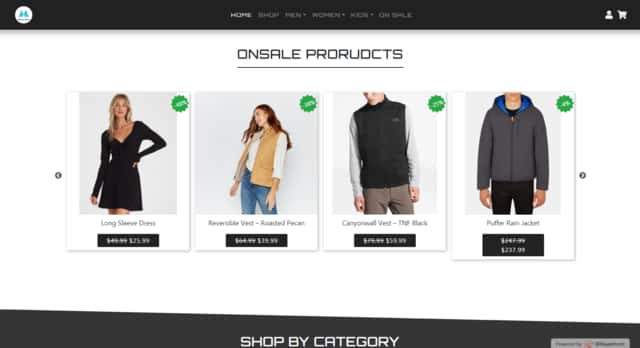 HOME SHOP MEN WOMEN KIDS ON SALE
ONSALE PRORUDCTS
-48%
-38%
-25%
-4%
Long Sleeve Dress
Reversible Vest – Roasted Pecan
Canyonwall Vest – TNF Black
Puffer Rain Jacket
$49.99 $25.99
$64.99 $39.99
$79.99 $59.99
$247.99
$237.99
SHOP BY CATEGORY
Powered by